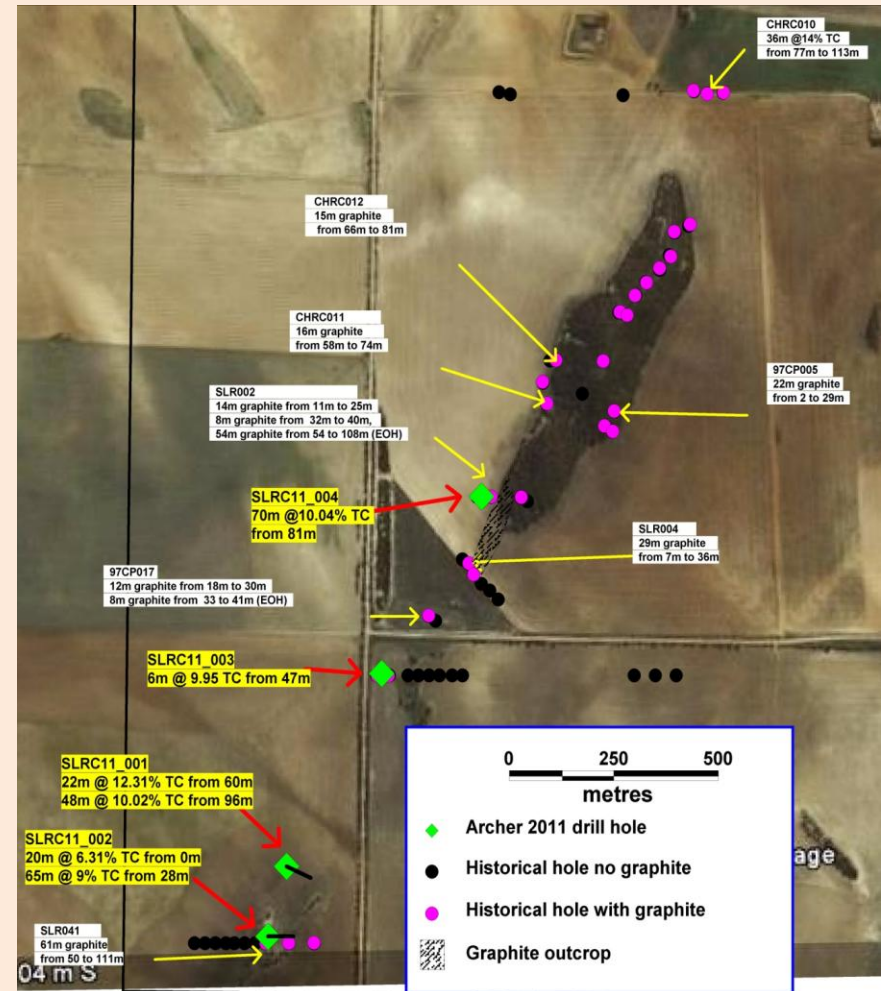 CHRC010
36m @14% TC
from 77m to 113m
CHRC012
15m graphite
from 66m to 81m
CHRC011
16m graphite
from 58m to 74m
97CP005
22m graphite
from 2 to 29m
SLR002
14m graphite from 11m to 25m
8m graphite from 32m to 40m,
54m graphite from 54 to 108m (EOH)
SLRC11_004
70m @10.04% TC
from 81m
SLR004
29m graphite
from 7m to 36m
97CP017
12m graphite from 18m to 30m
8m graphite from 33 to 41m (EOH)
SLRC11_003
6m @ 9.95 TC from 47m
SLRC11_001
22m @ 12.31% TC from 60m
48m @ 10.02% TC from 96m
SLRC11_002
20m @ 6.31% TC from 0m
65m @ 9% TC from 28m
SLR041
61m graphite
from 50 to 111m
04 m S
0 250 500
metres
Archer 2011 drill hole
Historical hole no graphite
Historical hole with graphite
Graphite outcrop
age